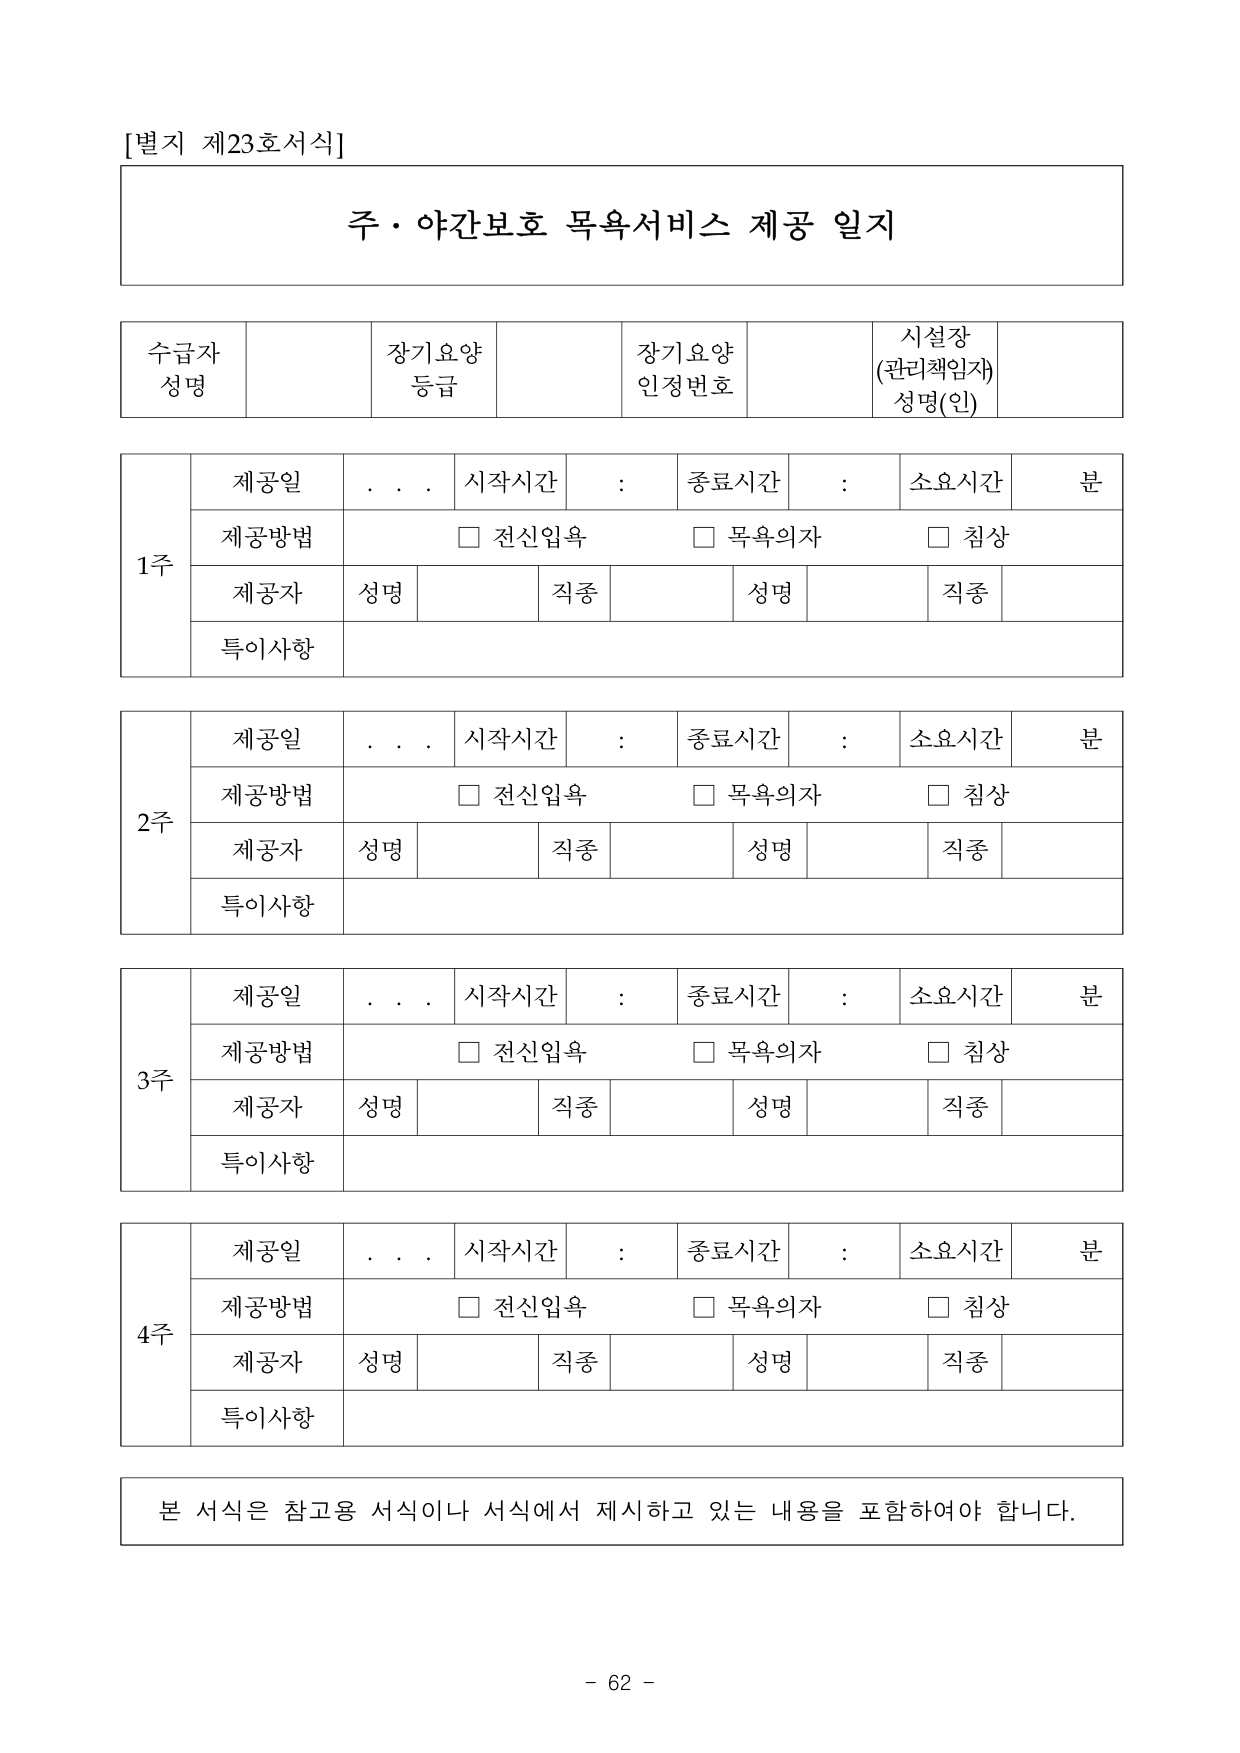 [별지 제23호서식]
주·야간보호 목욕서비스 제공 일지
수급자 성명 장기요양 등급 장기요양 인정번호 시설장 (관리책임자) 성명(인)
1주
제공일 . . . 시작시간 : 종료시간 : 소요시간 분
제공방법 □ 전신입욕 □ 목욕의자 □ 침상
제공자 성명 직종 성명 직종
특이사항
2주
제공일 . . . 시작시간 : 종료시간 : 소요시간 분
제공방법 □ 전신입욕 □ 목욕의자 □ 침상
제공자 성명 직종 성명 직종
특이사항
3주
제공일 . . . 시작시간 : 종료시간 : 소요시간 분
제공방법 □ 전신입욕 □ 목욕의자 □ 침상
제공자 성명 직종 성명 직종
특이사항
4주
제공일 . . . 시작시간 : 종료시간 : 소요시간 분
제공방법 □ 전신입욕 □ 목욕의자 □ 침상
제공자 성명 직종 성명 직종
특이사항
본 서식은 참고용 서식이나 서식에서 제시하고 있는 내용을 포함하여야 합니다.
- 62 -